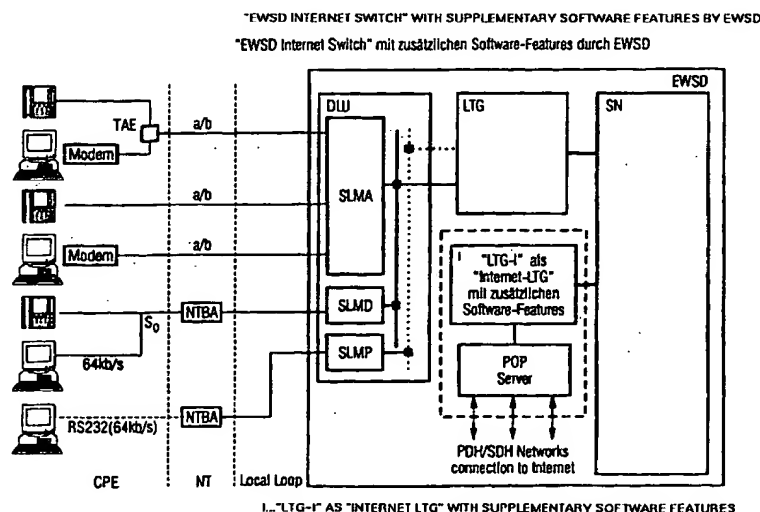 "EWSD INTERNET SWITCH" WITH SUPPLEMENTARY SOFTWARE FEATURES BY EWSD
"EWSD Internet Switch" mit zusätzlichen Software-Features durch EWSD
EWSD
DLU
LTG
SN
TAE
a/b
Modem
SLMA
a/b
a/b
Modem
I "LTG-I" als
"Internet-LTG"
mit zusätzlichen
Software-Features
S0
NTBA
SLMD
64kb/s
SLMP
POP
Server
RS232(64kb/s)
NTBA
PDH/SDH Networks
connection to Internet
CPE
NT
Local Loop
I..."LTG-I" AS "INTERNET LTG" WITH SUPPLEMENTARY SOFTWARE FEATURES